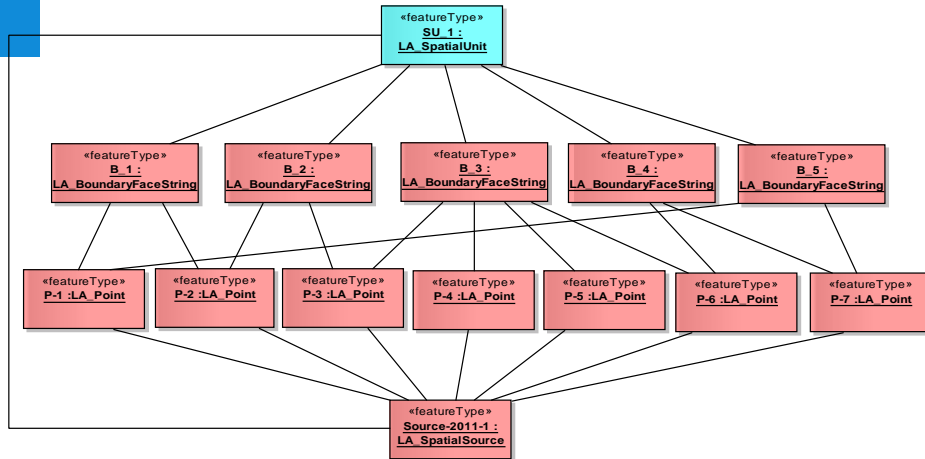 «featureType»
SU_1 :
LA_SpatialUnit
«featureType»
B_1 :
LA_BoundaryFaceString
«featureType»
B_2 :
LA_BoundaryFaceString
«featureType»
B_3 :
LA_BoundaryFaceString
«featureType»
B_4 :
LA_BoundaryFaceString
«featureType»
B_5 :
LA_BoundaryFaceString
«featureType»
P-1 :LA_Point
«featureType»
P-2 :LA_Point
«featureType»
P-3 :LA_Point
«featureType»
P-4 :LA_Point
«featureType»
P-5 :LA_Point
«featureType»
P-6 :LA_Point
«featureType»
P-7 :LA_Point
«featureType»
Source-2011-1 :
LA_SpatialSource